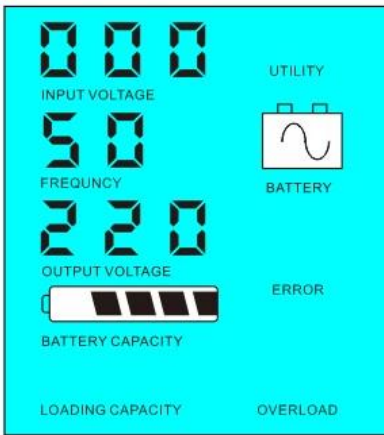 000
UTILITY
INPUT VOLTAGE
50
FREQUNCY
BATTERY
220
OUTPUT VOLTAGE
ERROR
BATTERY CAPACITY
LOADING CAPACITY
OVERLOAD